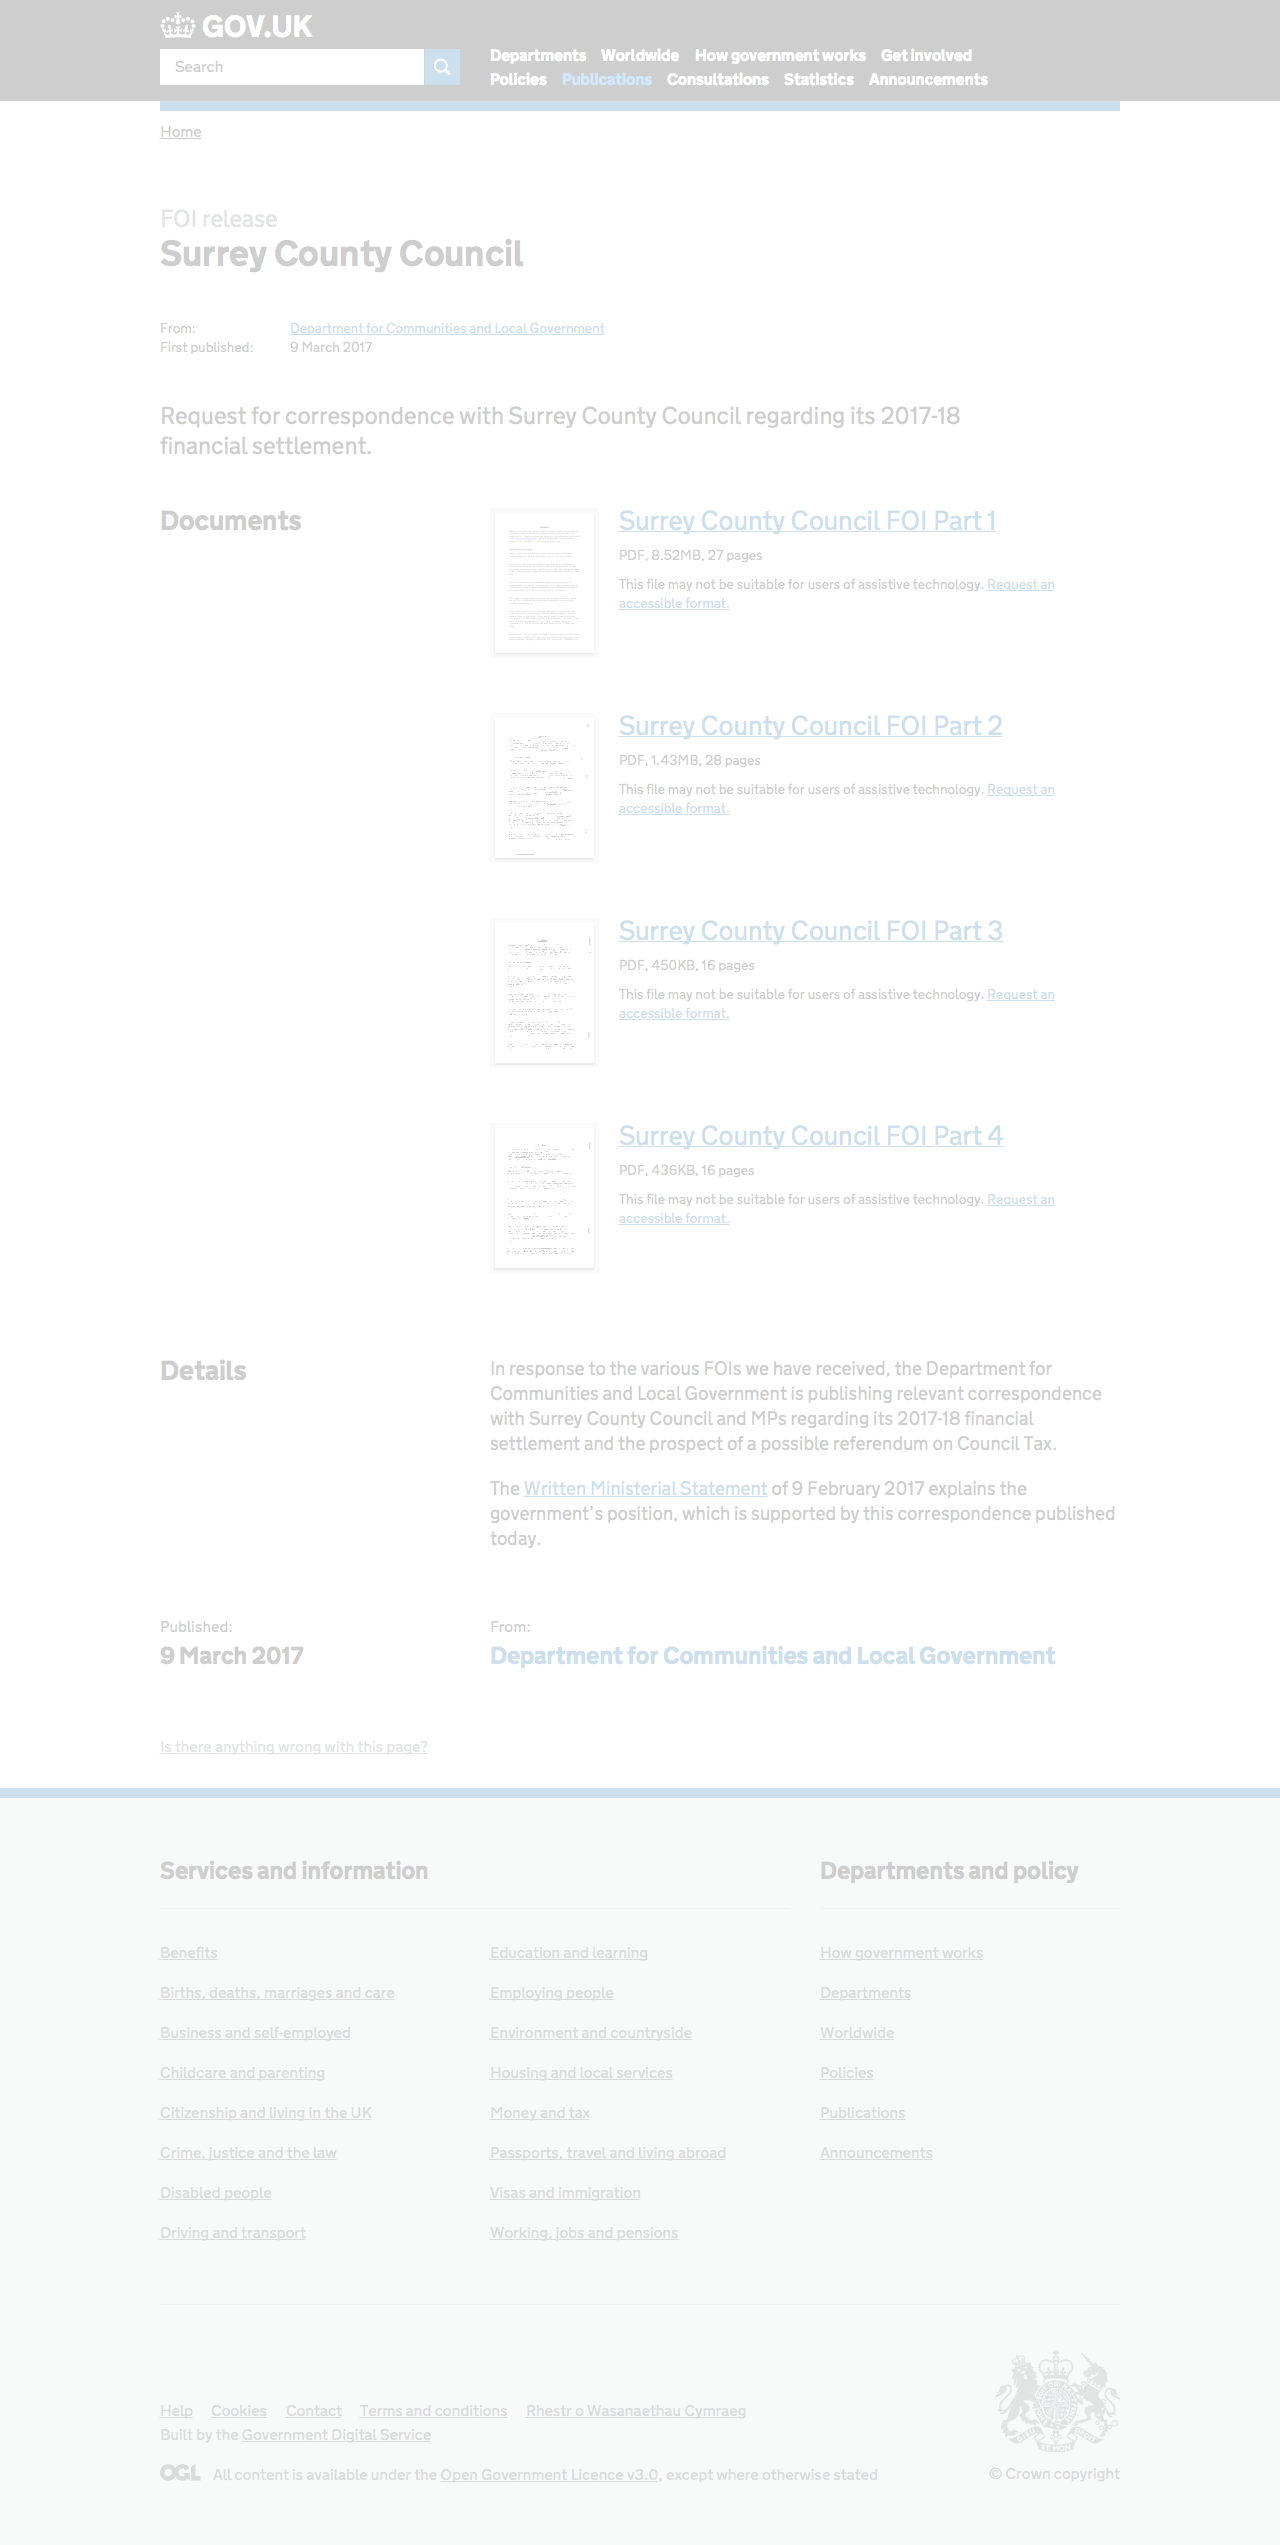 GOV.UK
Search
Departments Worldwide How government works Get involved
Policies Publications Consultations Statistics Announcements
Home
FOI release
Surrey County Council
From: Department for Communities and Local Government
First published: 9 March 2017
Request for correspondence with Surrey County Council regarding its 2017-18
financial settlement.
Documents
Surrey County Council FOI Part 1
PDF, 8.52MB, 27 pages
This file may not be suitable for users of assistive technology. Request an
accessible format.
Surrey County Council FOI Part 2
PDF, 1.43MB, 28 pages
This file may not be suitable for users of assistive technology. Request an
accessible format.
Surrey County Council FOI Part 3
PDF, 450KB, 16 pages
This file may not be suitable for users of assistive technology. Request an
accessible format.
Surrey County Council FOI Part 4
PDF, 436KB, 16 pages
This file may not be suitable for users of assistive technology. Request an
accessible format.
Details
In response to the various FOIs we have received, the Department for
Communities and Local Government is publishing relevant correspondence
with Surrey County Council and MPs regarding its 2017-18 financial
settlement and the prospect of a possible referendum on Council Tax.
The Written Ministerial Statement of 9 February 2017 explains the
government's position, which is supported by this correspondence published
today.
Published:
9 March 2017
From:
Department for Communities and Local Government
Is there anything wrong with this page?
Services and information
Benefits
Births, deaths, marriages and care
Business and self-employed
Childcare and parenting
Citizenship and living in the UK
Crime, justice and the law
Disabled people
Driving and transport
Education and learning
Employing people
Environment and countryside
Housing and local services
Money and tax
Passports, travel and living abroad
Visas and immigration
Working, jobs and pensions
Departments and policy
How government works
Departments
Worldwide
Policies
Publications
Announcements
Help Cookies Contact Terms and conditions Rhestr o Wasanaethau Cymraeg
Built by the Government Digital Service
OGL All content is available under the Open Government Licence v3.0, except where otherwise stated
© Crown copyright